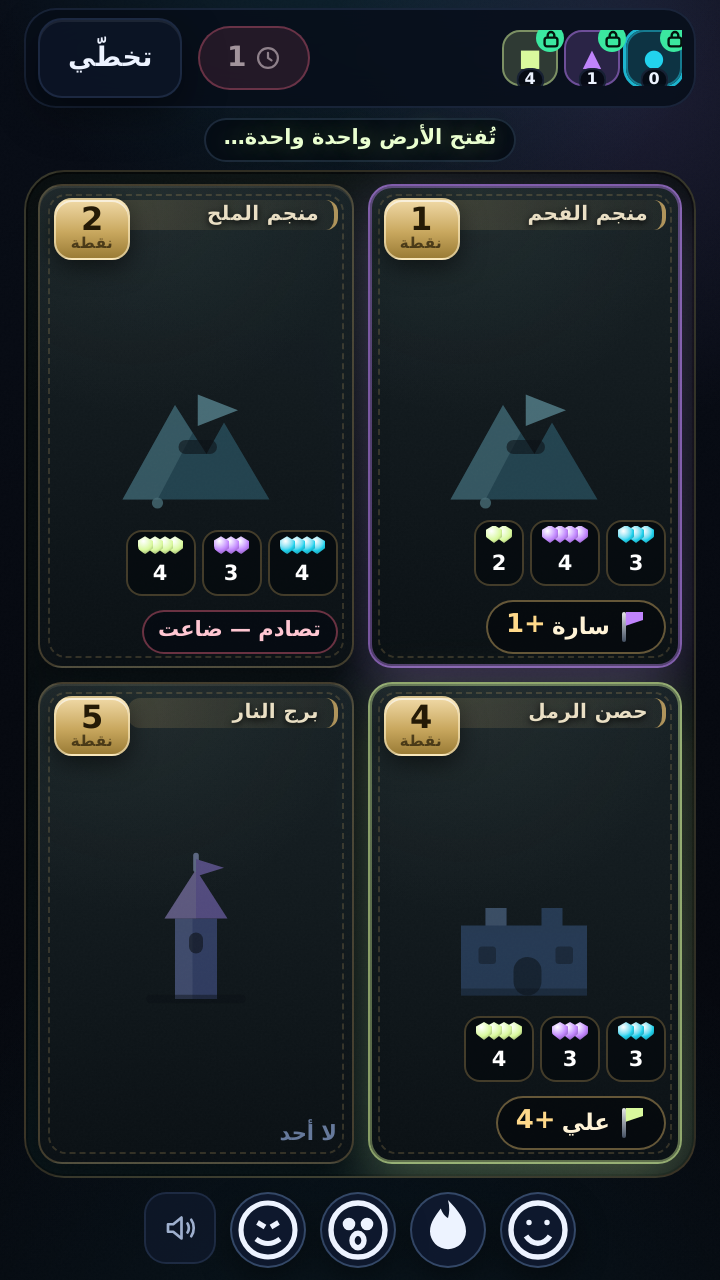 تخطّي
1
4 1 0
تُفتح الأرض واحدة واحدة...
منجم الفحم
1
نقطة
3 4 2
سارة +1
منجم الملح
2
نقطة
4 3 4
تصادم — ضاعت
حصن الرمل
4
نقطة
3 3 4
علي +4
برج النار
5
نقطة
لا أحد